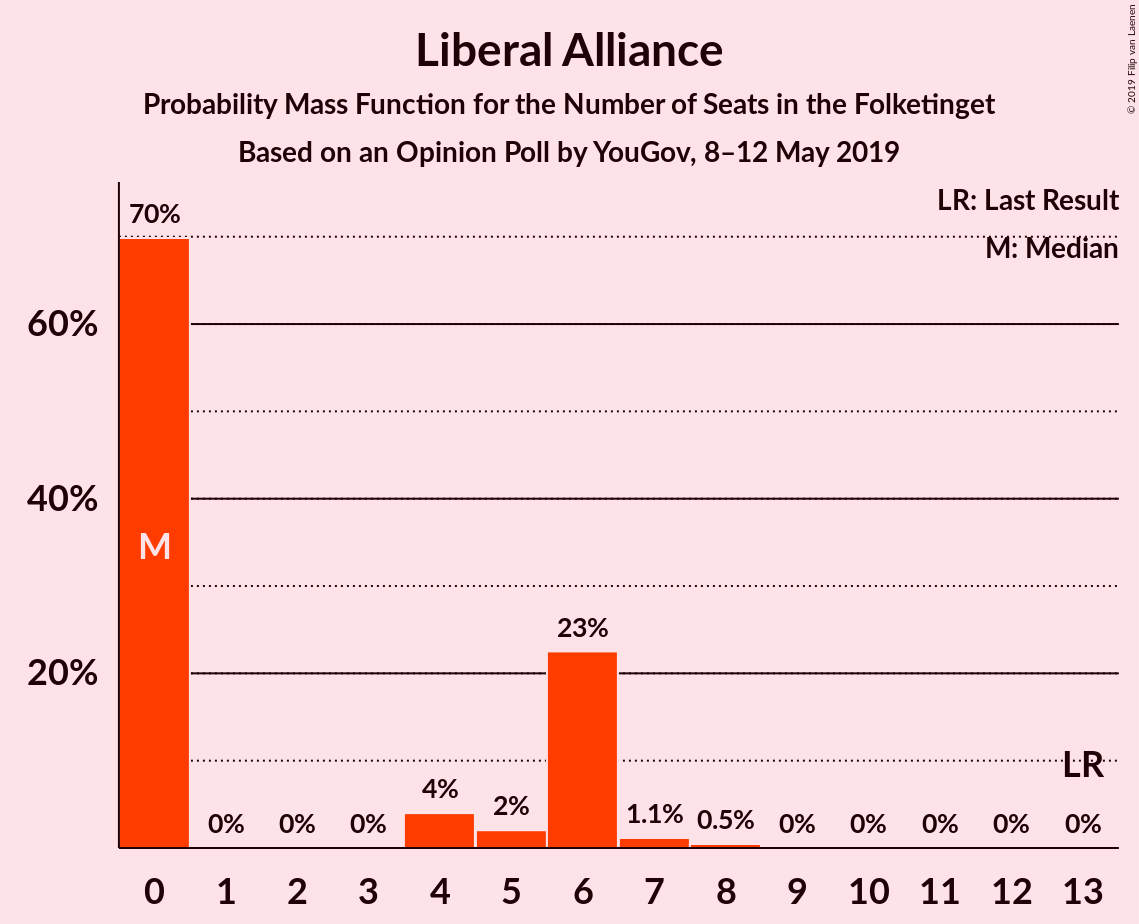 Liberal Alliance
Probability Mass Function for the Number of Seats in the Folketinget
Based on an Opinion Poll by YouGov, 8–12 May 2019
© 2019 Filip van Laenen
LR: Last Result
M: Median
70%
60%
40%
20%
M
4%
2%
23%
1.1%
0.5%
LR
0%
0%
0%
0%
0%
0%
0%
0%
0 1 2 3 4 5 6 7 8 9 10 11 12 13